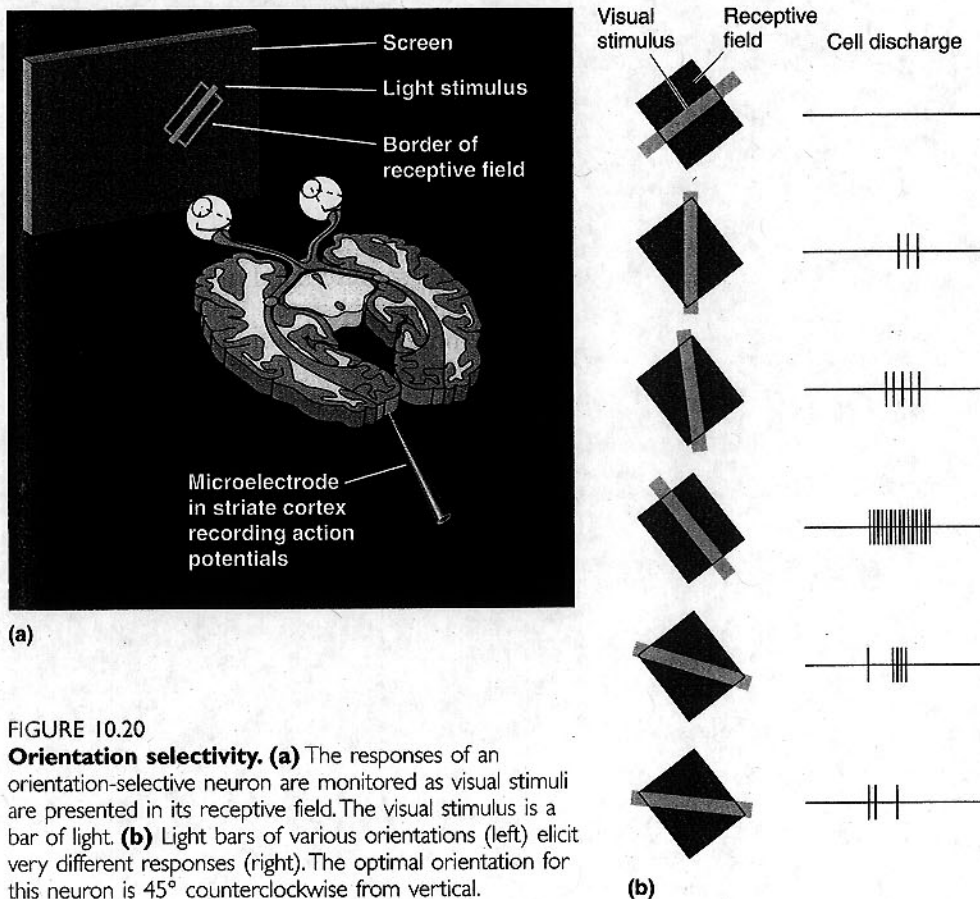 Screen
Light stimulus
Border of
receptive field
Microelectrode
in striate cortex
recording action
potentials
(a)
Visual
stimulus
Receptive
field
Cell discharge
(b)
FIGURE 10.20
Orientation selectivity. (a) The responses of an
orientation-selective neuron are monitored as visual stimuli
are presented in its receptive field. The visual stimulus is a
bar of light. (b) Light bars of various orientations (left) elicit
very different responses (right). The optimal orientation for
this neuron is 45° counterclockwise from vertical.